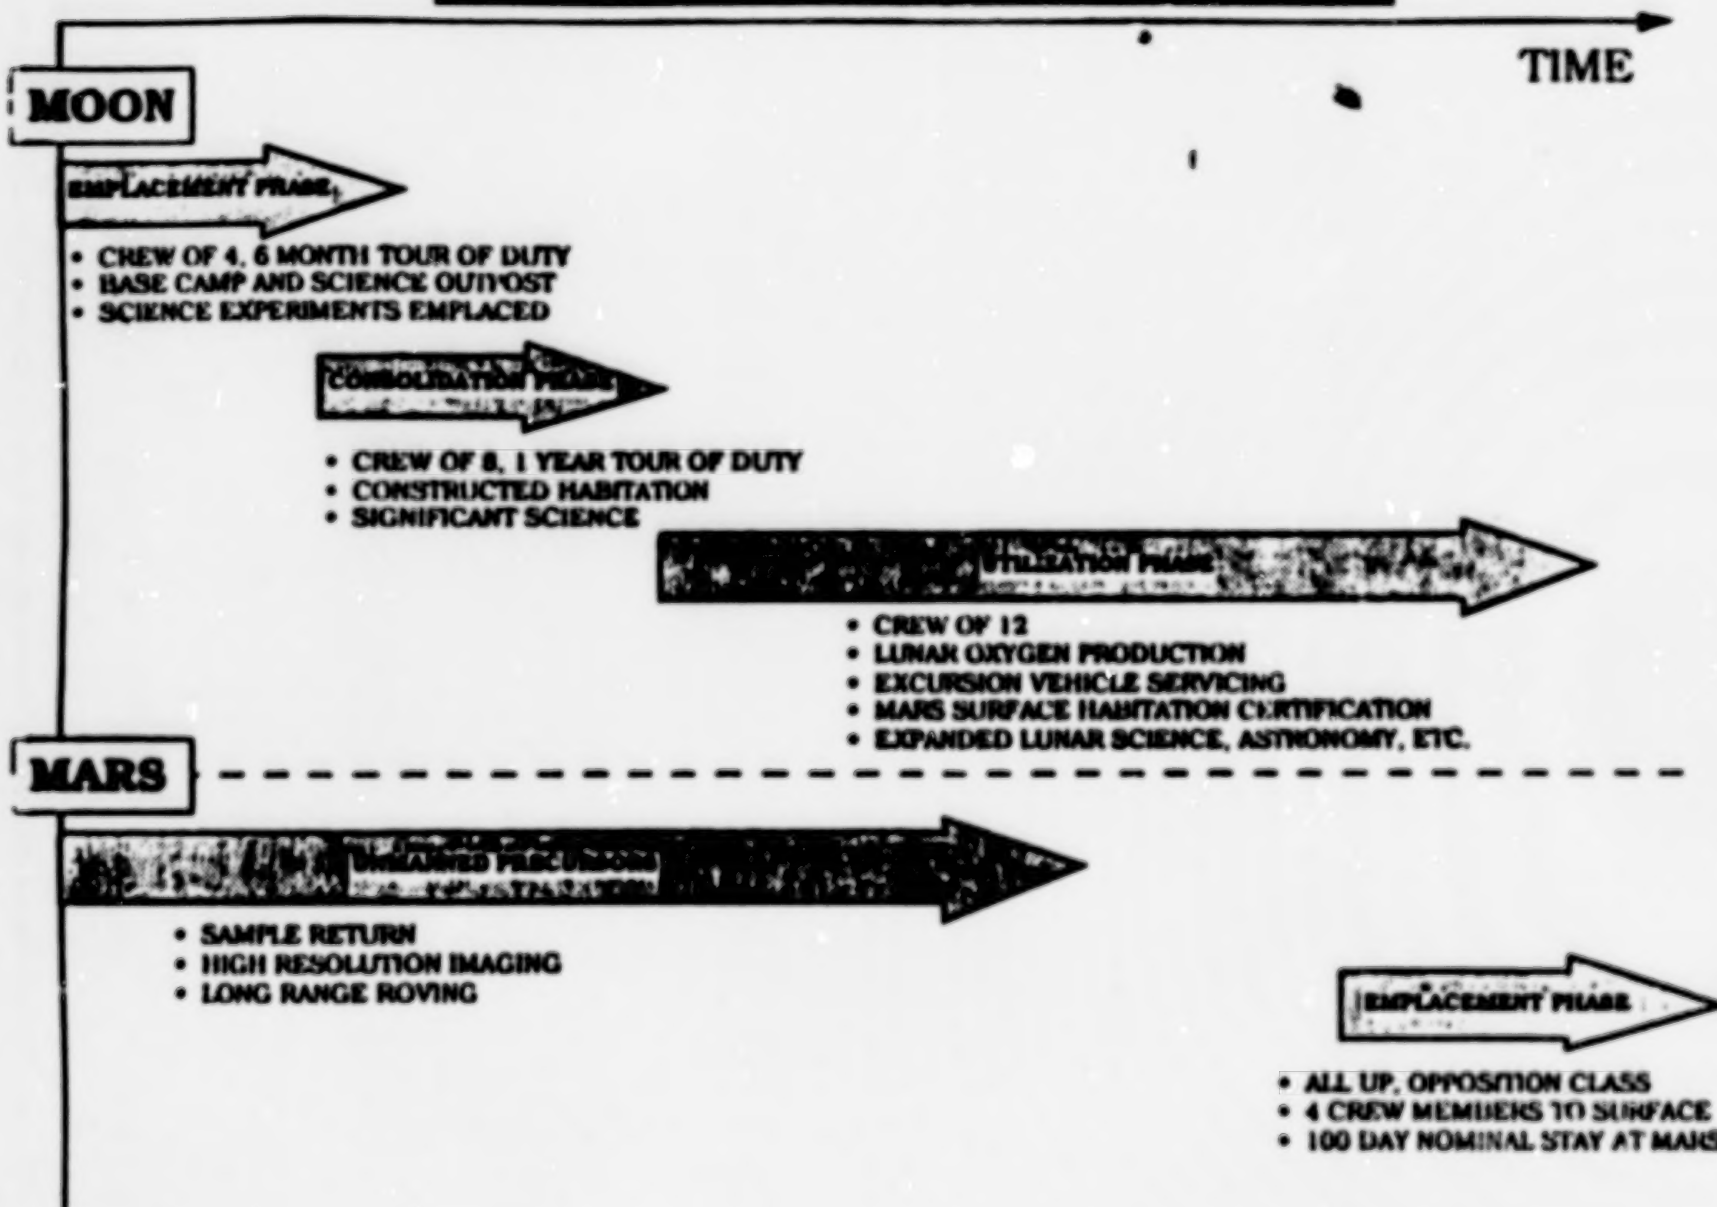 TIME
MOON
EMPLACEMENT PHASE
• CREW OF 4, 6 MONTH TOUR OF DUTY
• BASE CAMP AND SCIENCE OUTPOST
• SCIENCE EXPERIMENTS EMPLACED
CONSOLIDATION PHASE
• CREW OF 8, 1 YEAR TOUR OF DUTY
• CONSTRUCTED HABITATION
• SIGNIFICANT SCIENCE
UTILIZATION PHASE
• CREW OF 12
• LUNAR OXYGEN PRODUCTION
• EXCURSION VEHICLE SERVICING
• MARS SURFACE HABITATION CERTIFICATION
• EXPANDED LUNAR SCIENCE, ASTRONOMY, ETC.
MARS
UNMANNED PRECURSORS
• SAMPLE RETURN
• HIGH RESOLUTION IMAGING
• LONG RANGE ROVING
EMPLACEMENT PHASE
• ALL UP, OPPOSITION CLASS
• 4 CREW MEMBERS TO SURFACE
• 100 DAY NOMINAL STAY AT MARS